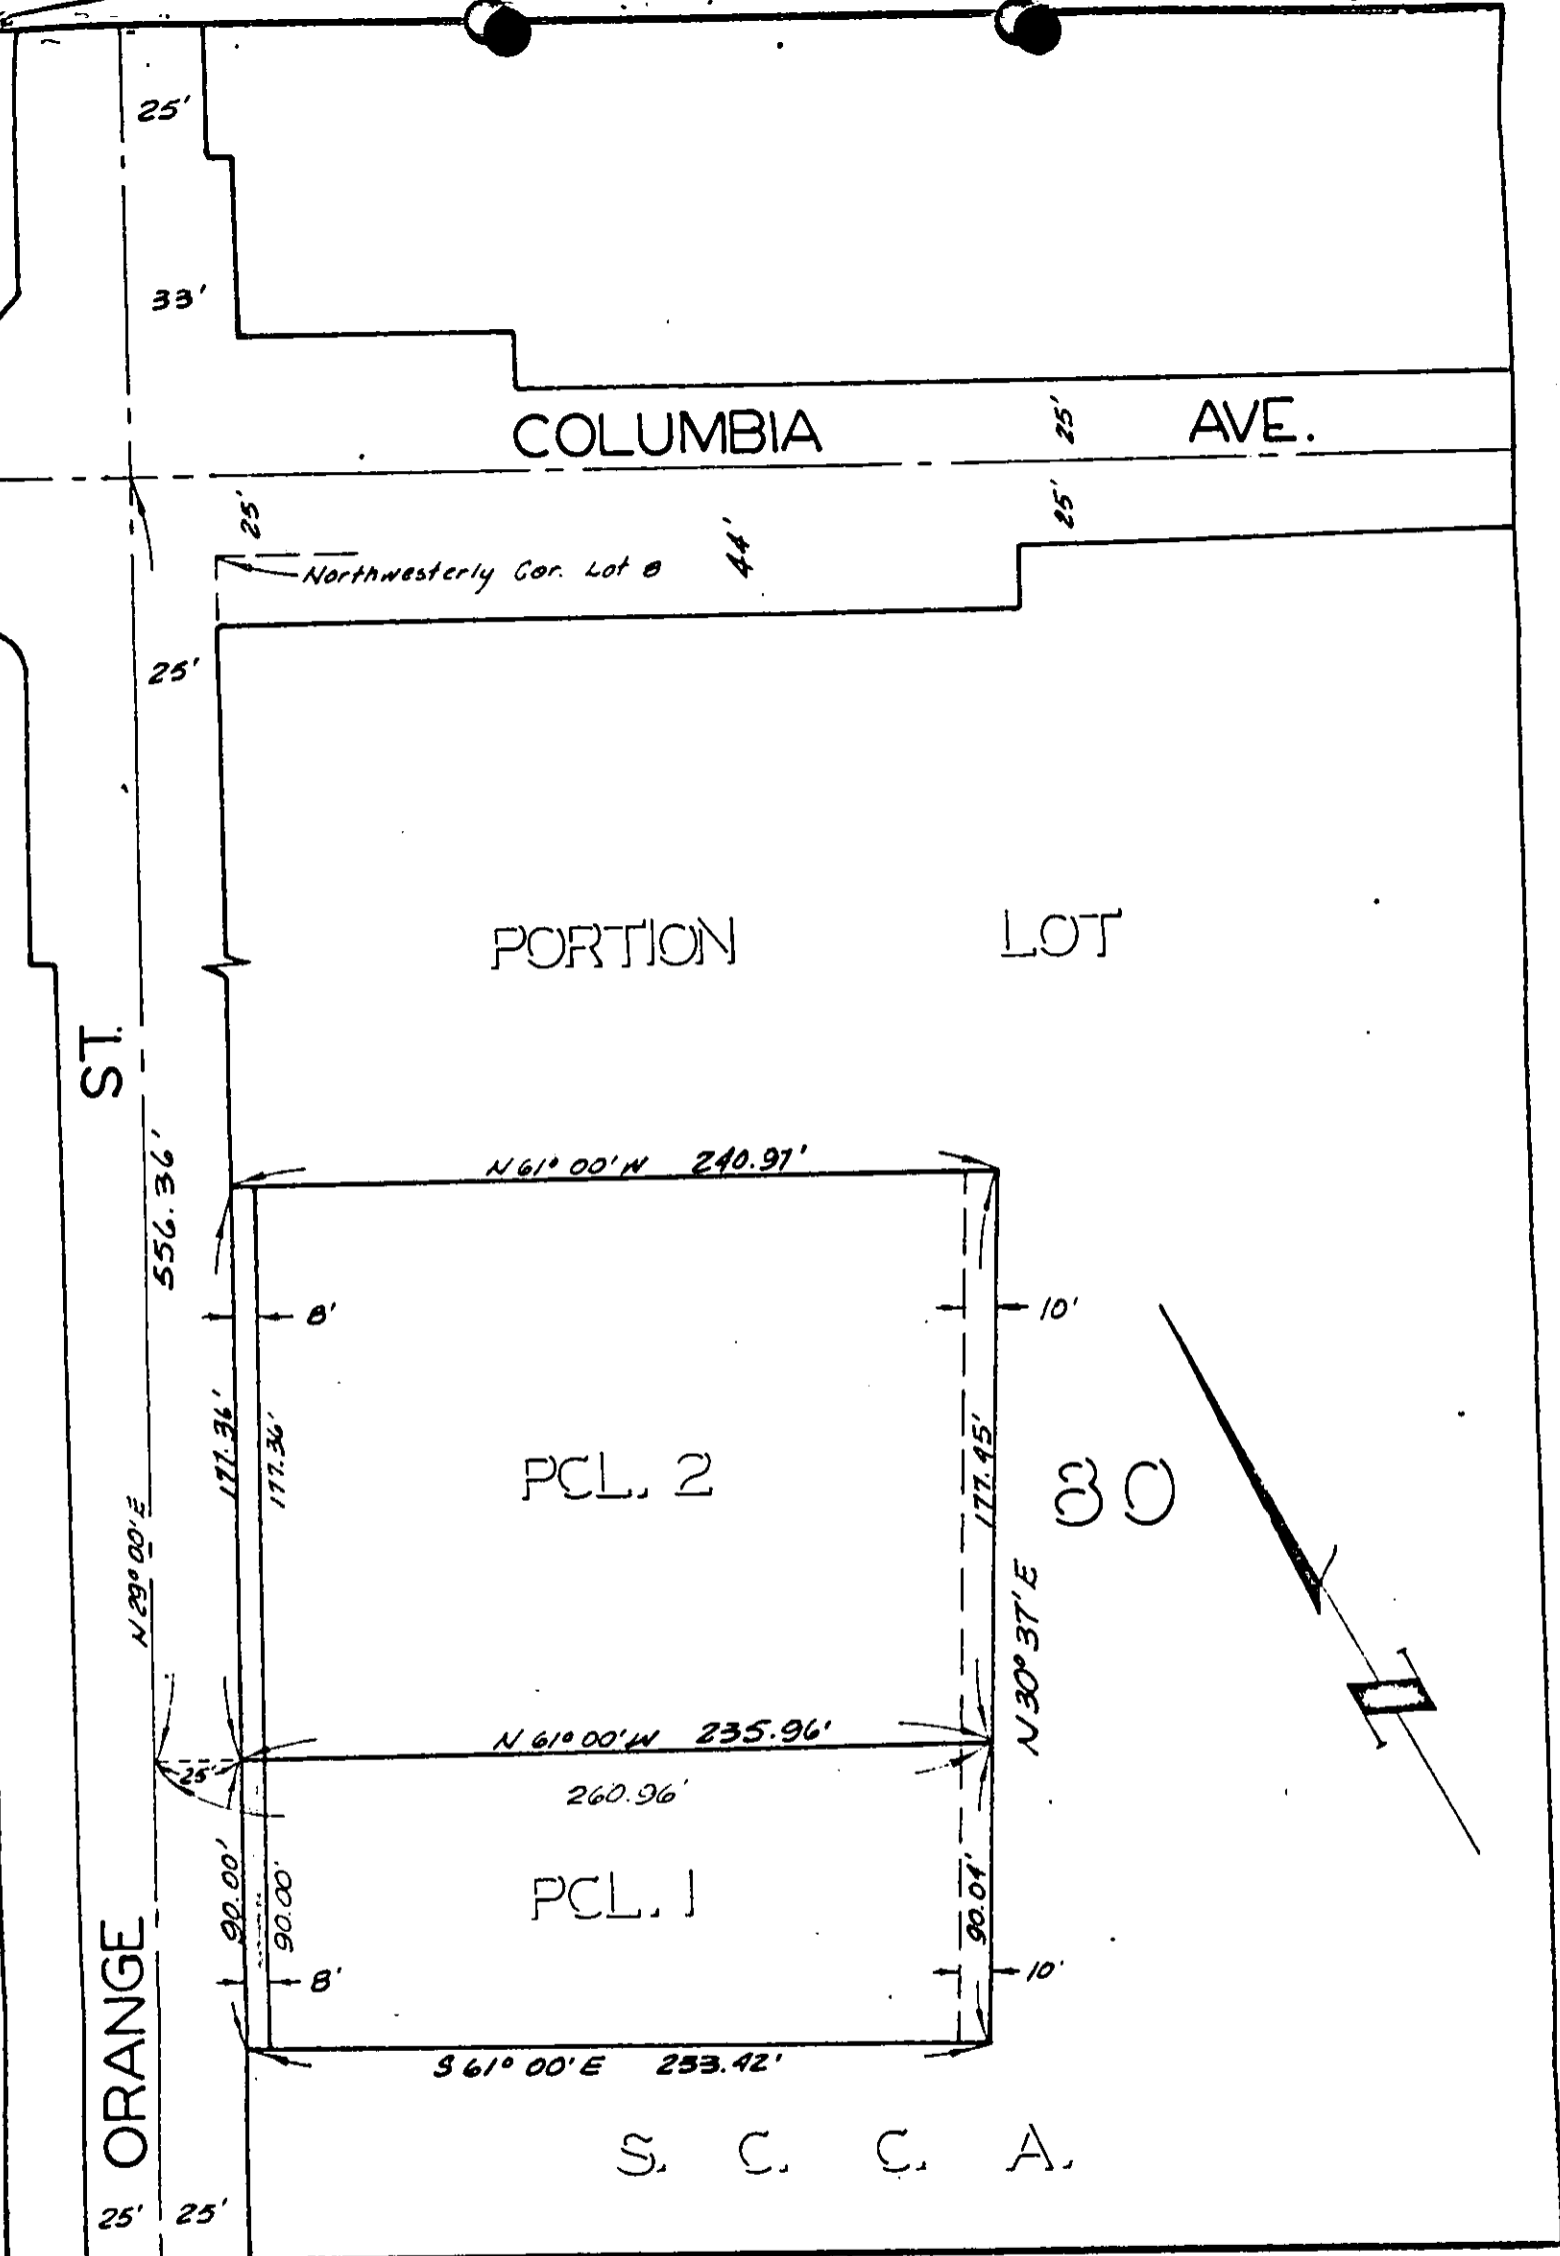 25'
33'
COLUMBIA AVE.
25'
25'
25'
44'
Northwesterly Cor. Lot 8
25'
PORTION LOT
ST.
556.36'
N 61° 00' W 240.97'
8'
10'
177.36'
177.36'
177.45'
PCL. 2
80
N 29° 00' E
N 30° 37' E
N 61° 00' W 235.96'
25'
260.96'
90.00'
90.00'
PCL. 1
90.04'
8'
10'
ORANGE
S 61° 00' E 233.42'
S. C. C. A.
25' 25'